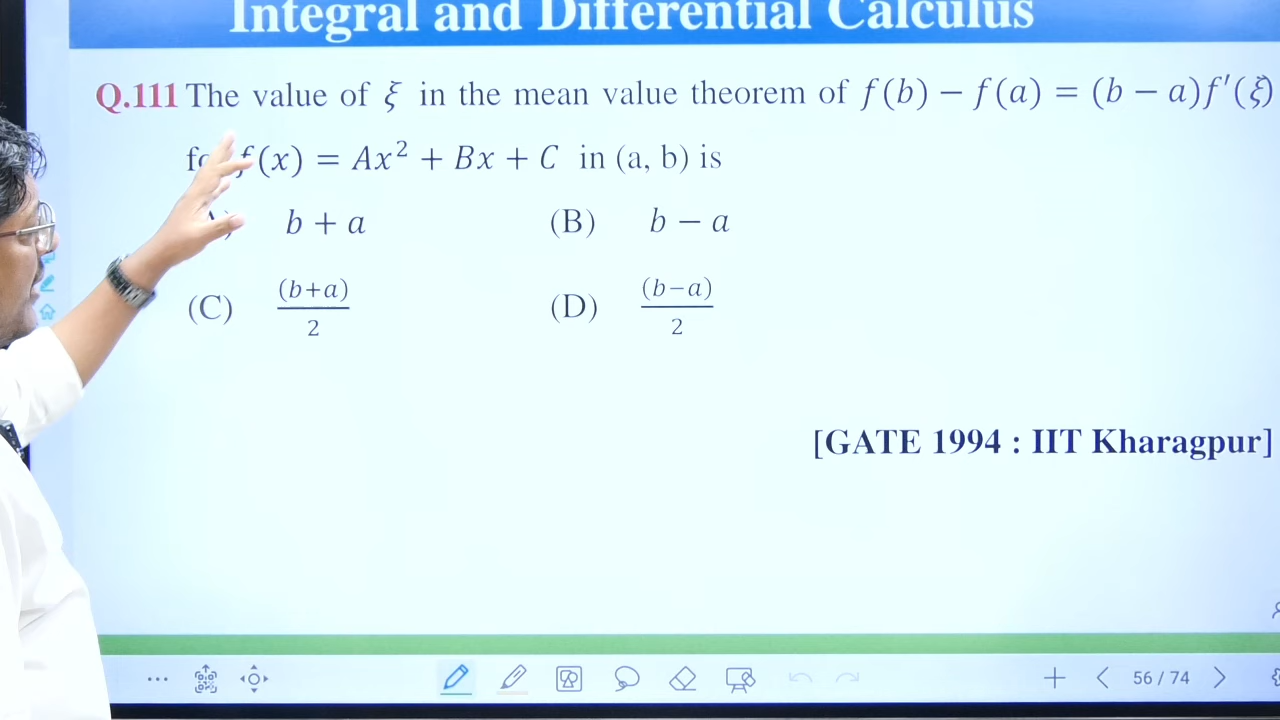 Integral and Differential Calculus
Q.111 The value of ξ in the mean value theorem of f(b) − f(a) = (b − a)f′(ξ)
f(x) = Ax² + Bx + C in (a, b) is
b + a (B) b − a
(C) (b+a)/2 (D) (b−a)/2
[GATE 1994 : IIT Kharagpur]
56 / 74